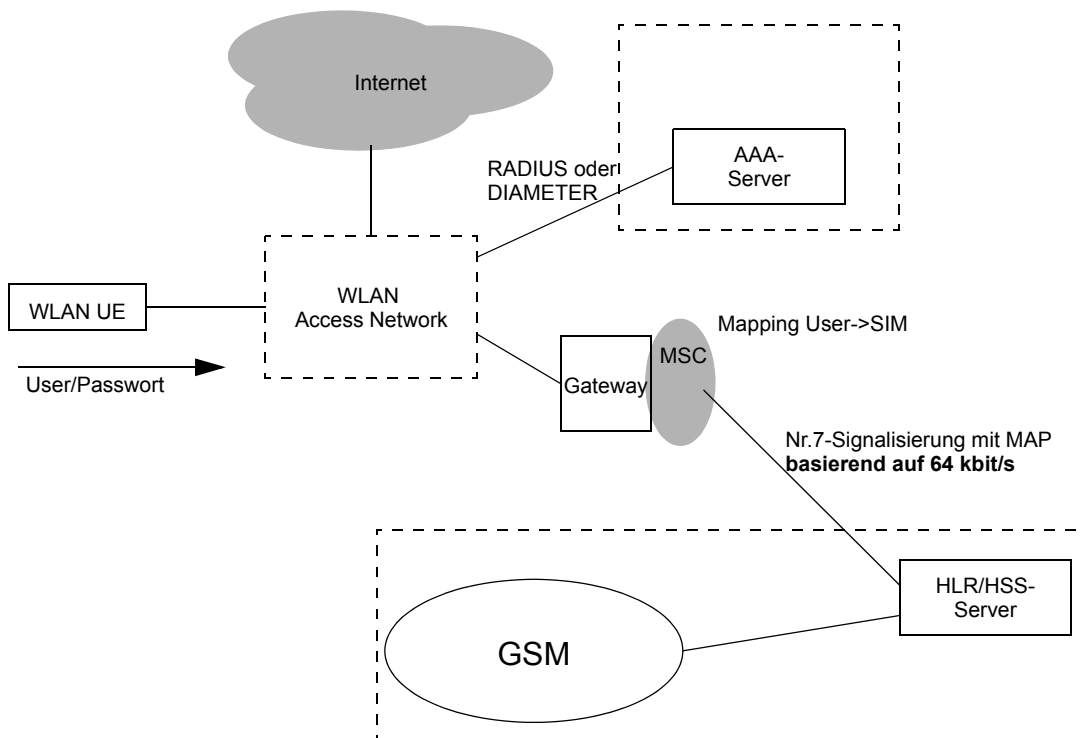 Internet
RADIUS oder
DIAMETER
AAA-
Server
WLAN UE
User/Passwort
WLAN
Access Network
Gateway
MSC
Mapping User->SIM
Nr.7-Signalisierung mit MAP
basierend auf 64 kbit/s
HLR/HSS-
Server
GSM